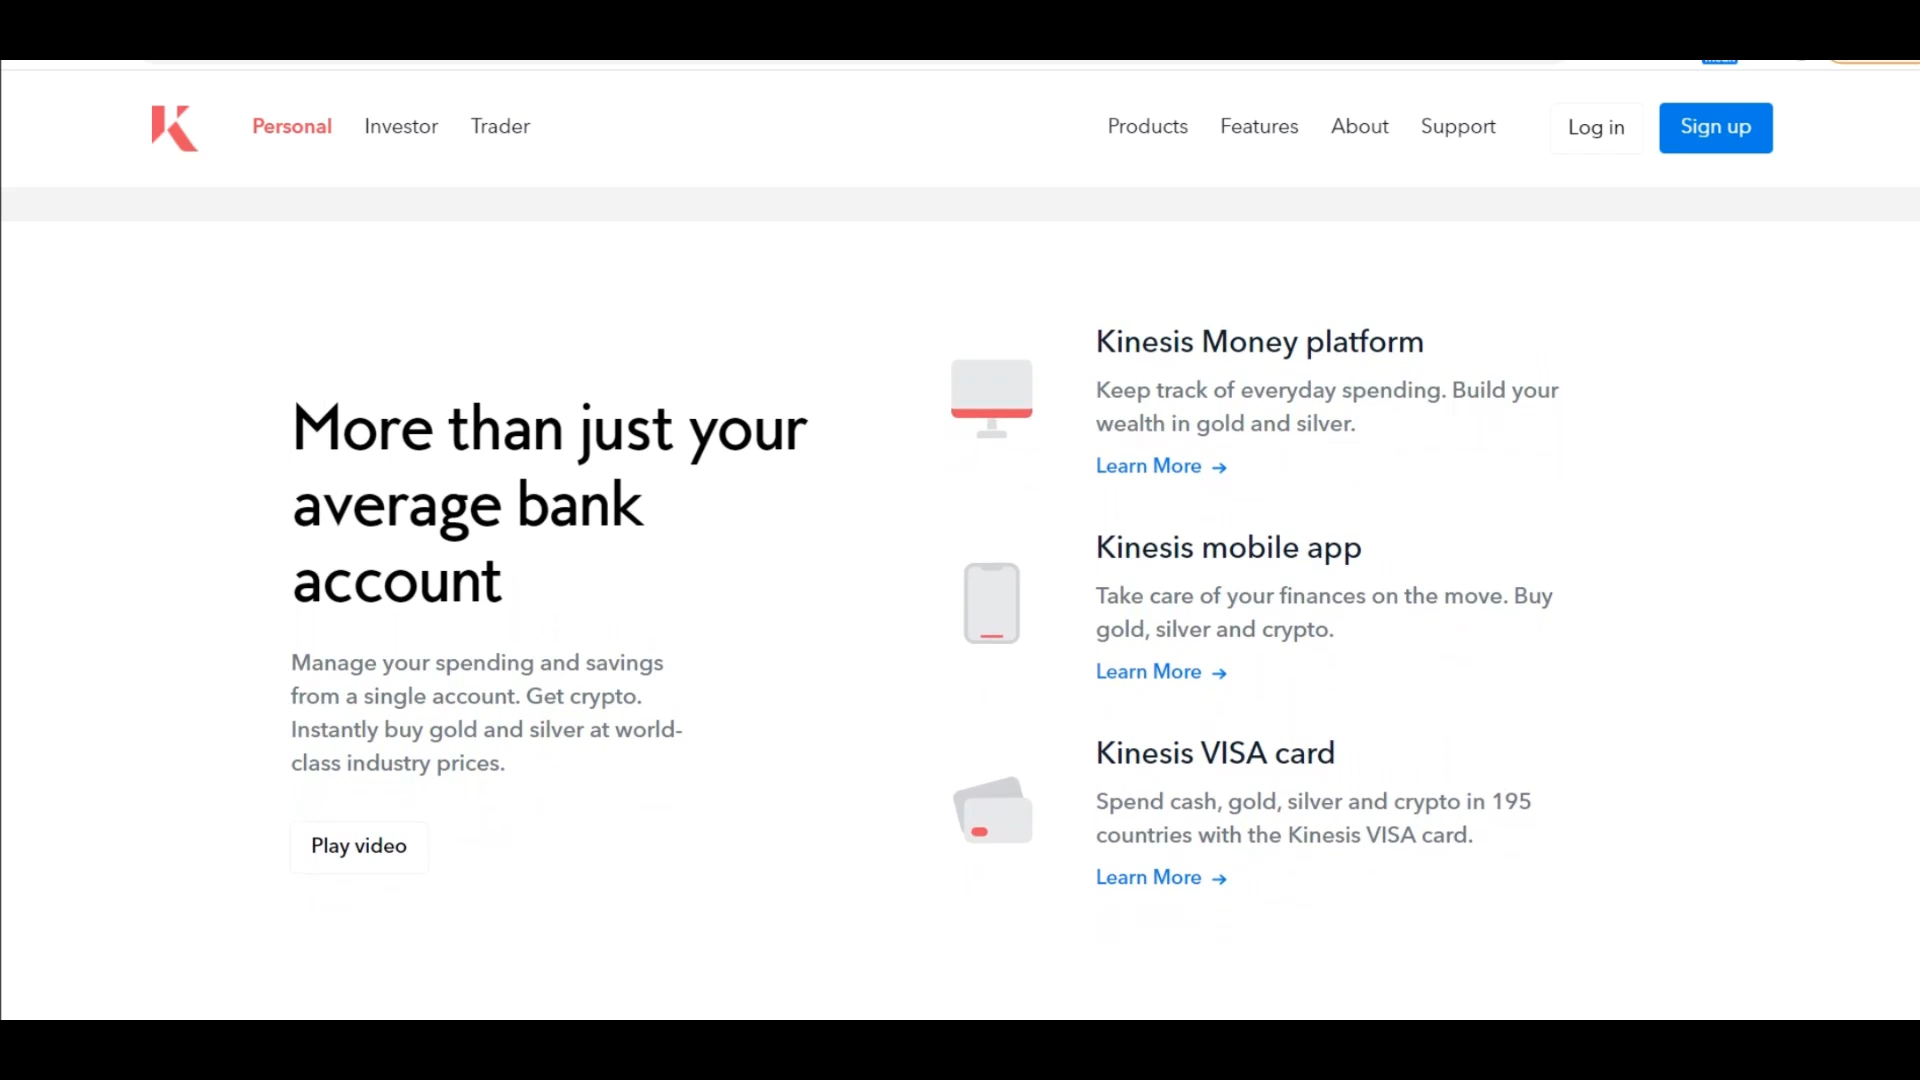 Personal Investor Trader Products Features About Support Log in Sign up
More than just your
average bank
account
Manage your spending and savings
from a single account. Get crypto.
Instantly buy gold and silver at world-
class industry prices.
Play video
Kinesis Money platform
Keep track of everyday spending. Build your
wealth in gold and silver.
Learn More →
Kinesis mobile app
Take care of your finances on the move. Buy
gold, silver and crypto.
Learn More →
Kinesis VISA card
Spend cash, gold, silver and crypto in 195
countries with the Kinesis VISA card.
Learn More →